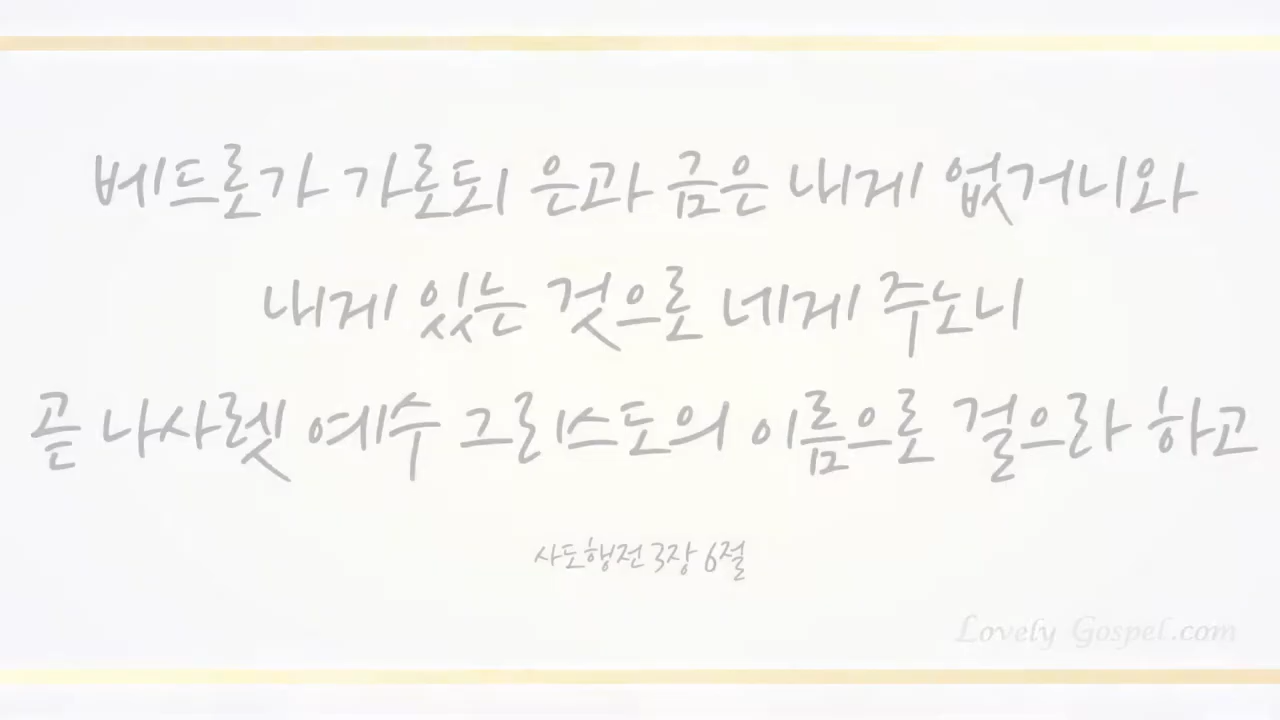 베드로가 가로되 은과 금은 내게 없거니와
내게 있는 것으로 네게 주노니
곧 나사렛 예수 그리스도의 이름으로 걸으라 하고
사도행전 3장 6절
Lovely Gospel.com